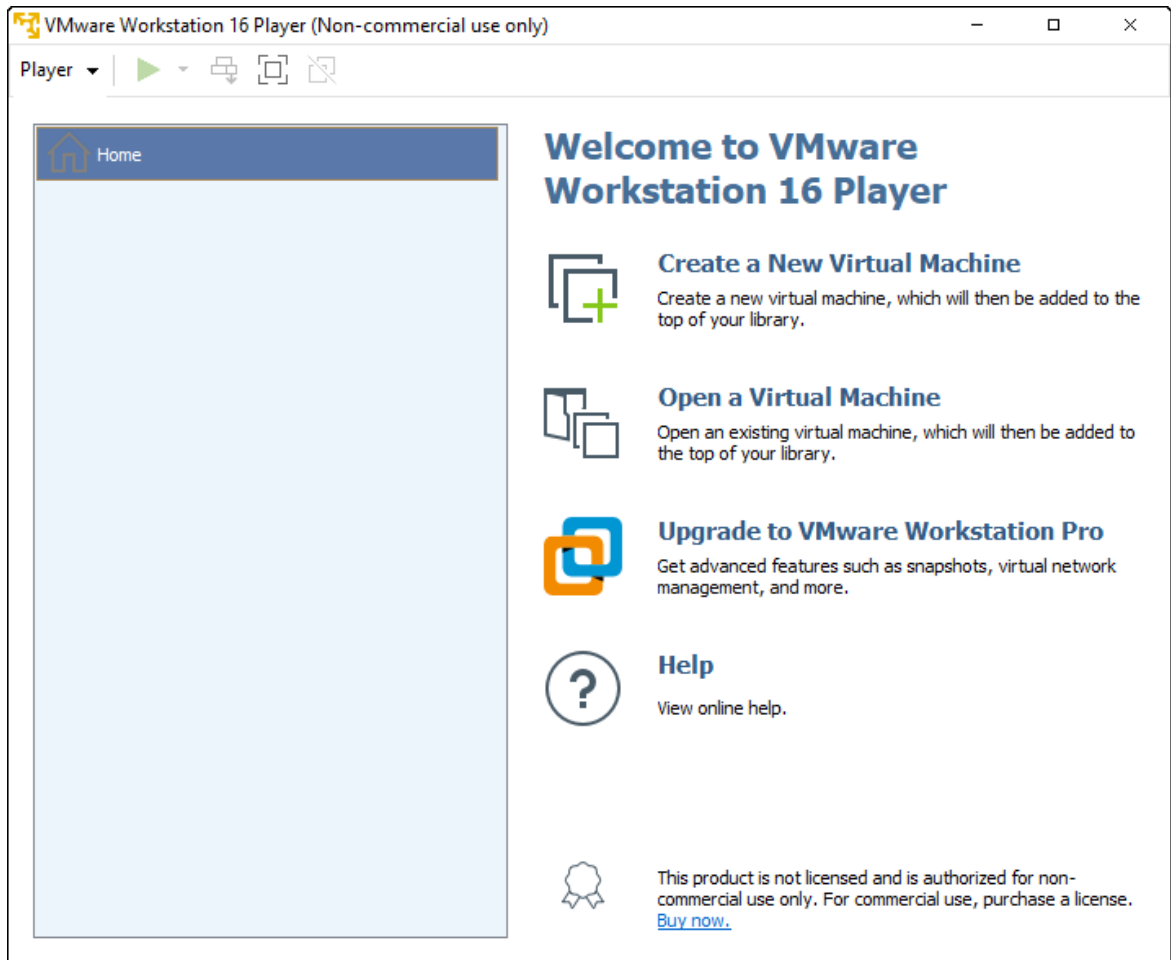 VMware Workstation 16 Player (Non-commercial use only)
Player
Home
Welcome to VMware
Workstation 16 Player
Create a New Virtual Machine
Create a new virtual machine, which will then be added to the
top of your library.
Open a Virtual Machine
Open an existing virtual machine, which will then be added to
the top of your library.
Upgrade to VMware Workstation Pro
Get advanced features such as snapshots, virtual network
management, and more.
?
Help
View online help.
This product is not licensed and is authorized for non-
commercial use only. For commercial use, purchase a license.
Buy now.